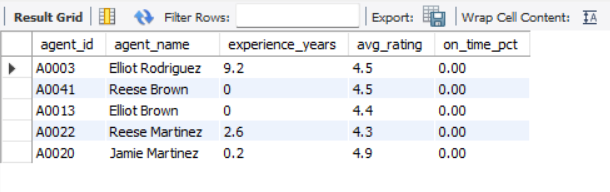 Result Grid Filter Rows: Export: Wrap Cell Content: IA
agent_id agent_name experience_years avg_rating on_time_pct
A0003 Elliot Rodriguez 9.2 4.5 0.00
A0041 Reese Brown 0 4.5 0.00
A0013 Elliot Brown 0 4.4 0.00
A0022 Reese Martinez 2.6 4.3 0.00
A0020 Jamie Martinez 0.2 4.9 0.00